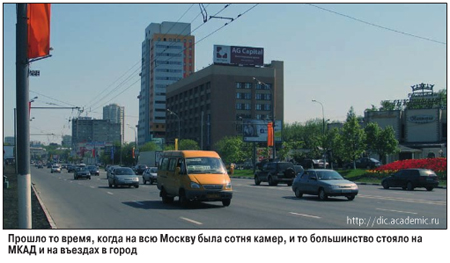 AG Capital
http://dic.academic.ru
Прошло то время, когда на всю Москву была сотня камер, и то большинство стояло на
МКАД и на въездах в город